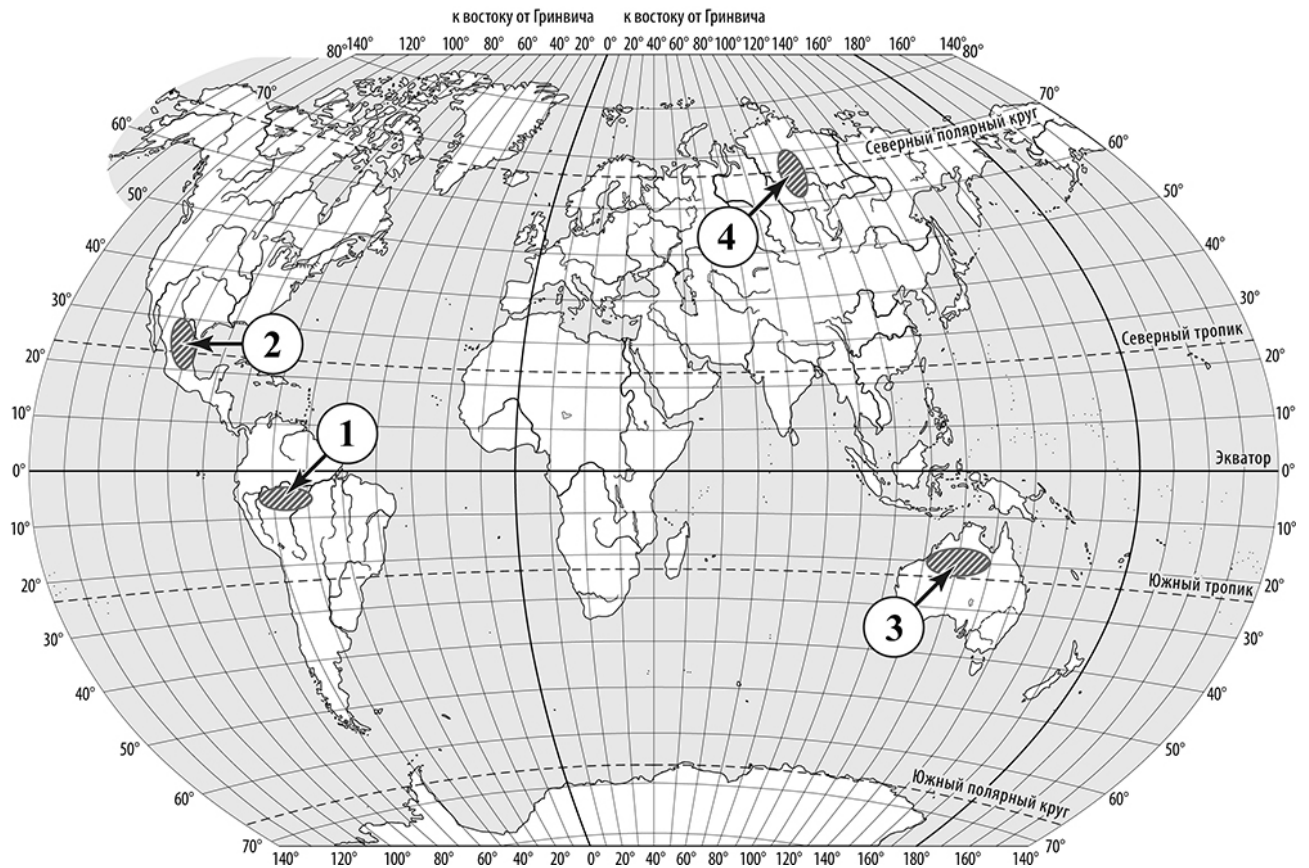 к востоку от Гринвича к востоку от Гринвича
80° 140° 120° 100° 80° 60° 40° 20° 0° 20° 40° 60° 80° 100° 120° 140° 160° 180° 160° 140° 80°
70° 70°
60° Северный полярный круг 60°
50° 50°
4
40° 40°
30° 30°
2
Северный тропик
20° 20°
10° 10°
1
0° Экватор 0°
10° 10°
20° Южный тропик 20°
3
30° 30°
40° 40°
50° 50°
60° Южный полярный круг 60°
70° 70°
140° 120° 100° 80° 60° 40° 20° 0° 20° 40° 60° 80° 100° 120° 140° 160° 180° 160° 140°